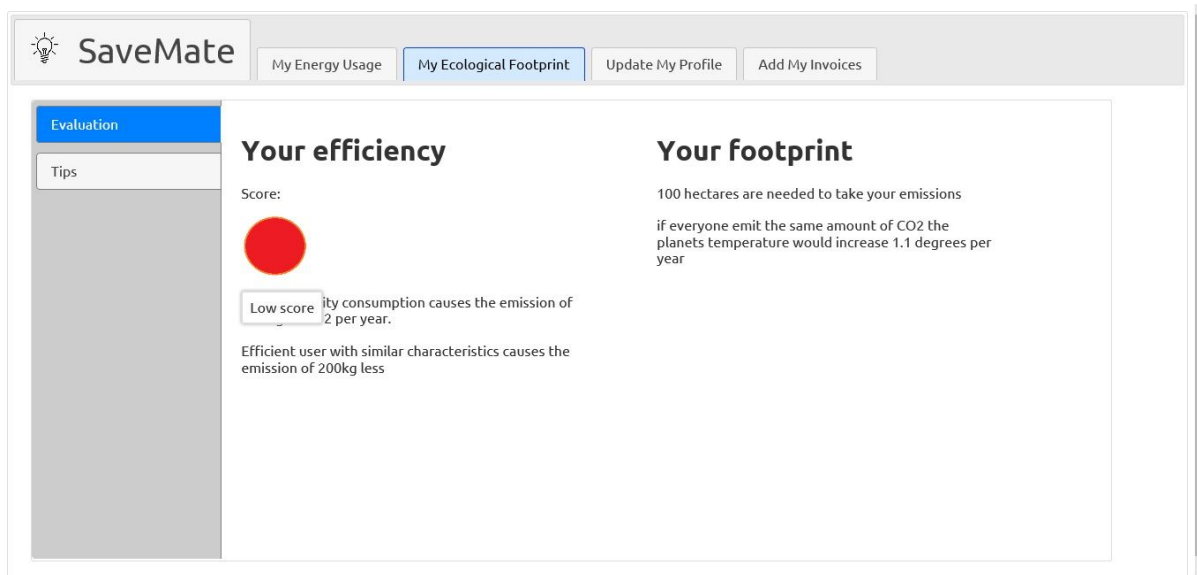 SaveMate
My Energy Usage
My Ecological Footprint
Update My Profile
Add My Invoices
Evaluation
Tips
Your efficiency
Score:
Low score
consumption causes the emission of
2 per year.
Efficient user with similar characteristics causes the
emission of 200kg less
Your footprint
100 hectares are needed to take your emissions
if everyone emit the same amount of CO2 the
planets temperature would increase 1.1 degrees per
year